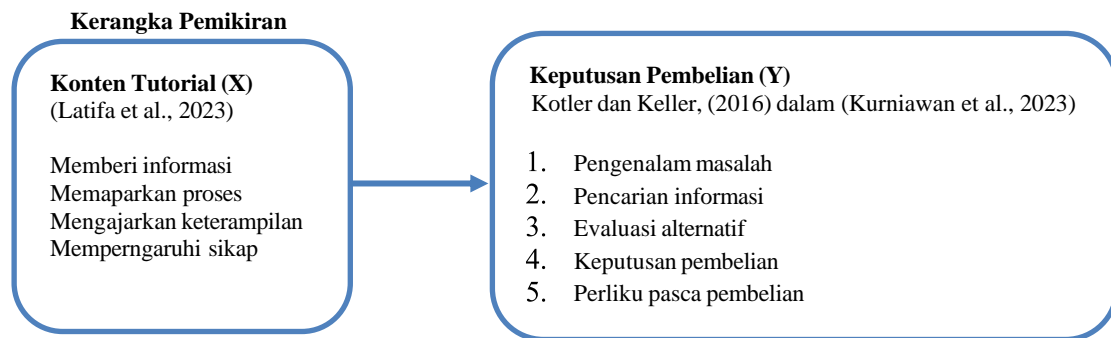 Kerangka Pemikiran
Konten Tutorial (X)
(Latifa et al., 2023)
Memberi informasi
Memaparkan proses
Mengajarkan keterampilan
Memperngaruhi sikap
Keputusan Pembelian (Y)
Kotler dan Keller, (2016) dalam (Kurniawan et al., 2023)
1. Pengenalam masalah
2. Pencarian informasi
3. Evaluasi alternatif
4. Keputusan pembelian
5. Perliku pasca pembelian